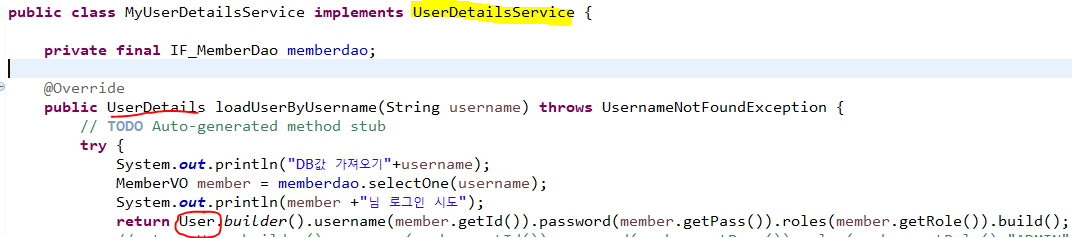 public class MyUserDetailsService implements UserDetailsService {
private final IF_MemberDao memberdao;
@Override
public UserDetails loadUserByUsername(String username) throws UsernameNotFoundException {
// TODO Auto-generated method stub
try {
System.out.println("DB값 가져오기"+username);
MemberVO member = memberdao.selectOne(username);
System.out.println(member +"님 로그인 시도");
return User.builder().username(member.getId()).password(member.getPass()).roles(member.getRole()).build();